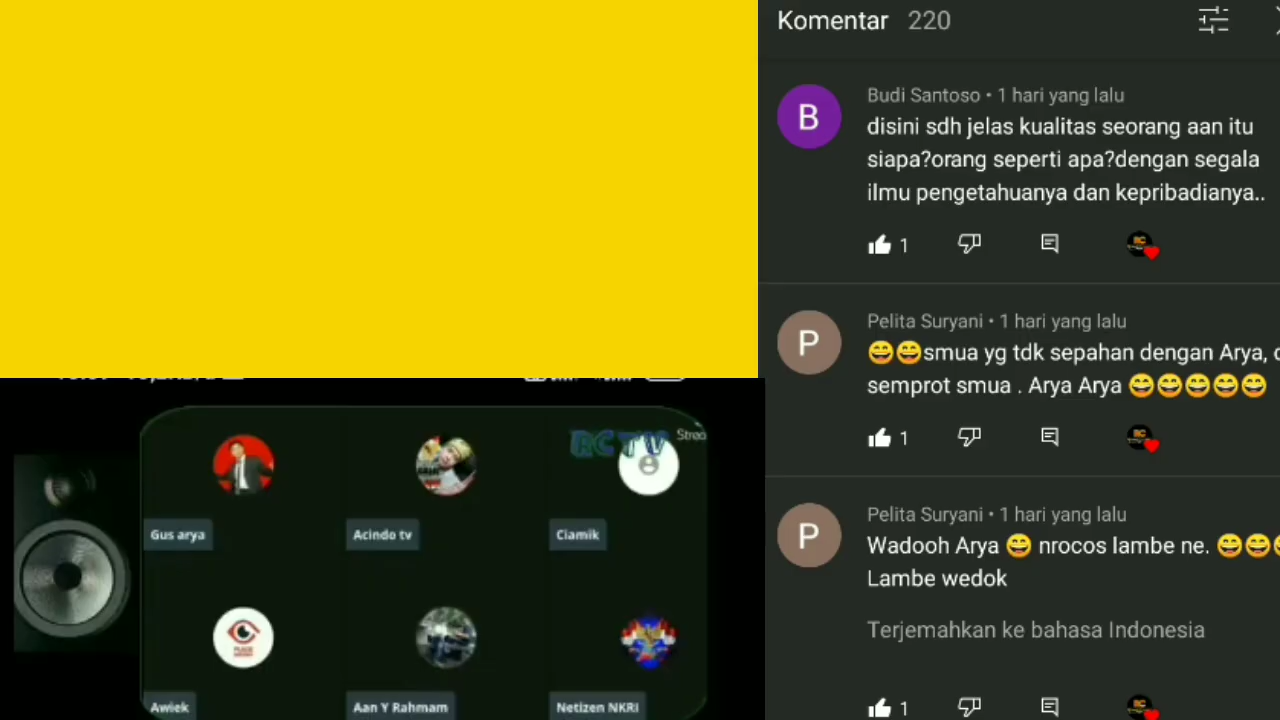 Komentar 220
Budi Santoso • 1 hari yang lalu
disini sdh jelas kualitas seorang aan itu
siapa?orang seperti apa?dengan segala
ilmu pengetahuanya dan kepribadianya..
1
Pelita Suryani • 1 hari yang lalu
😄😄smua yg tdk sepahan dengan Arya,
semprot smua . Arya Arya 😄😄😄😄😄
1
Pelita Suryani • 1 hari yang lalu
Wadooh Arya 😄 nrocos lambe ne. 😄😄😄
Lambe wedok
Terjemahkan ke bahasa Indonesia
1
RC TV
Gus arya
Acindo tv
Ciamik
Awiek
Aan Y Rahmam
Netizen NKRI
B
P
P